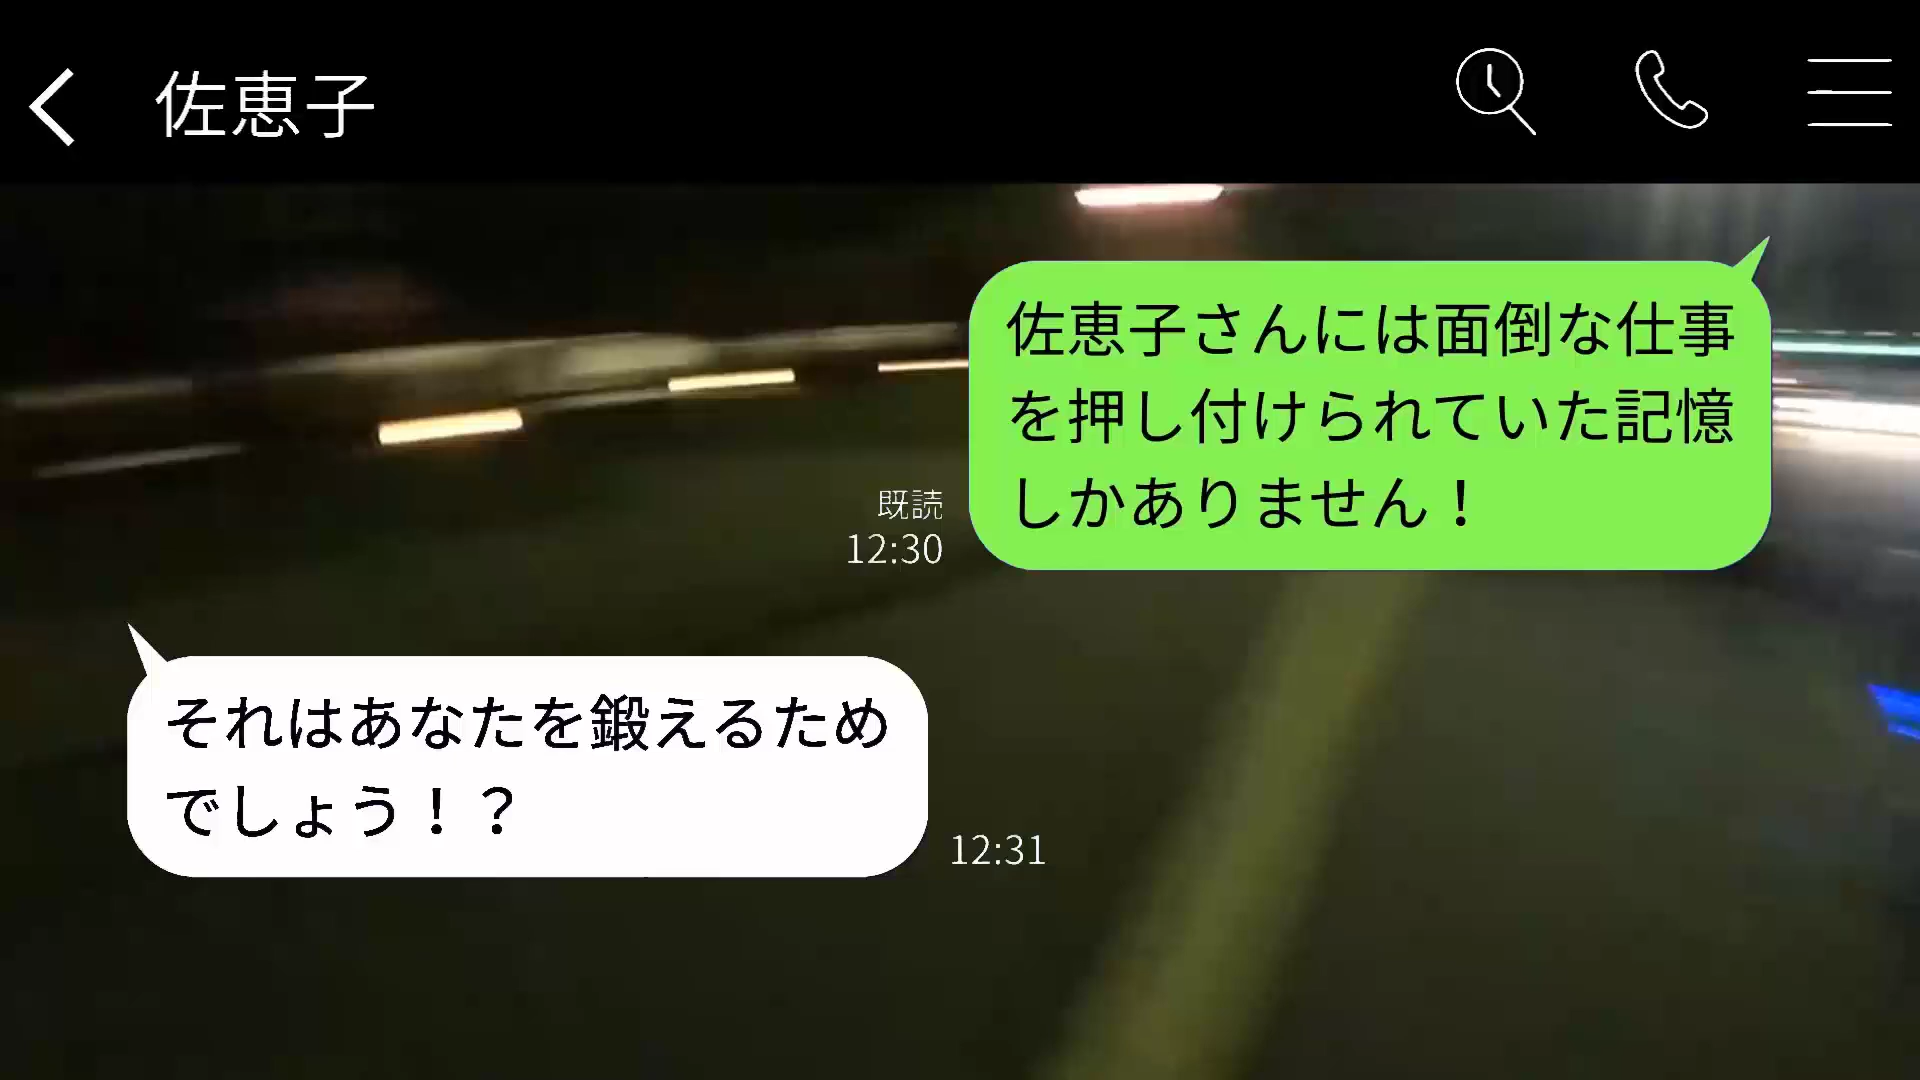 佐恵子
佐恵子さんには面倒な仕事
を押し付けられていた記憶
しかありません！
既読
12:30
それはあなたを鍛えるため
でしょう！？
12:31